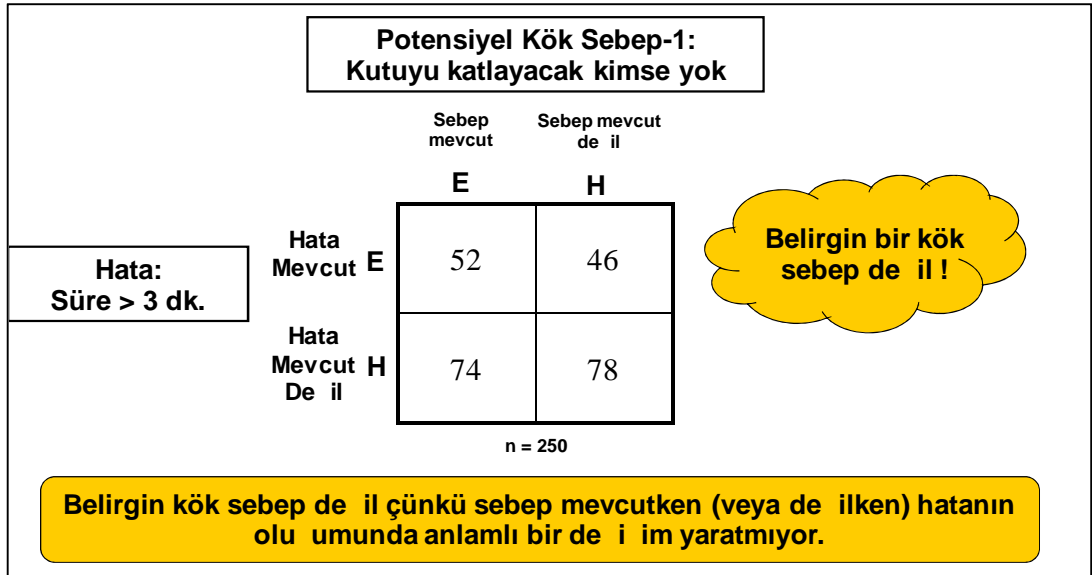 Potensiyel Kök Sebep-1:
Kutuyu katlayacak kimse yok
Sebep
mevcut
Sebep mevcut
de il
E
H
Hata:
Süre > 3 dk.
Hata
Mevcut E
52
46
Belirgin bir kök
sebep de il !
Hata
Mevcut H
De il
74
78
n = 250
Belirgin kök sebep de il çünkü sebep mevcutken (veya de ilken) hatanın
olu umunda anlamlı bir de i im yaratmıyor.